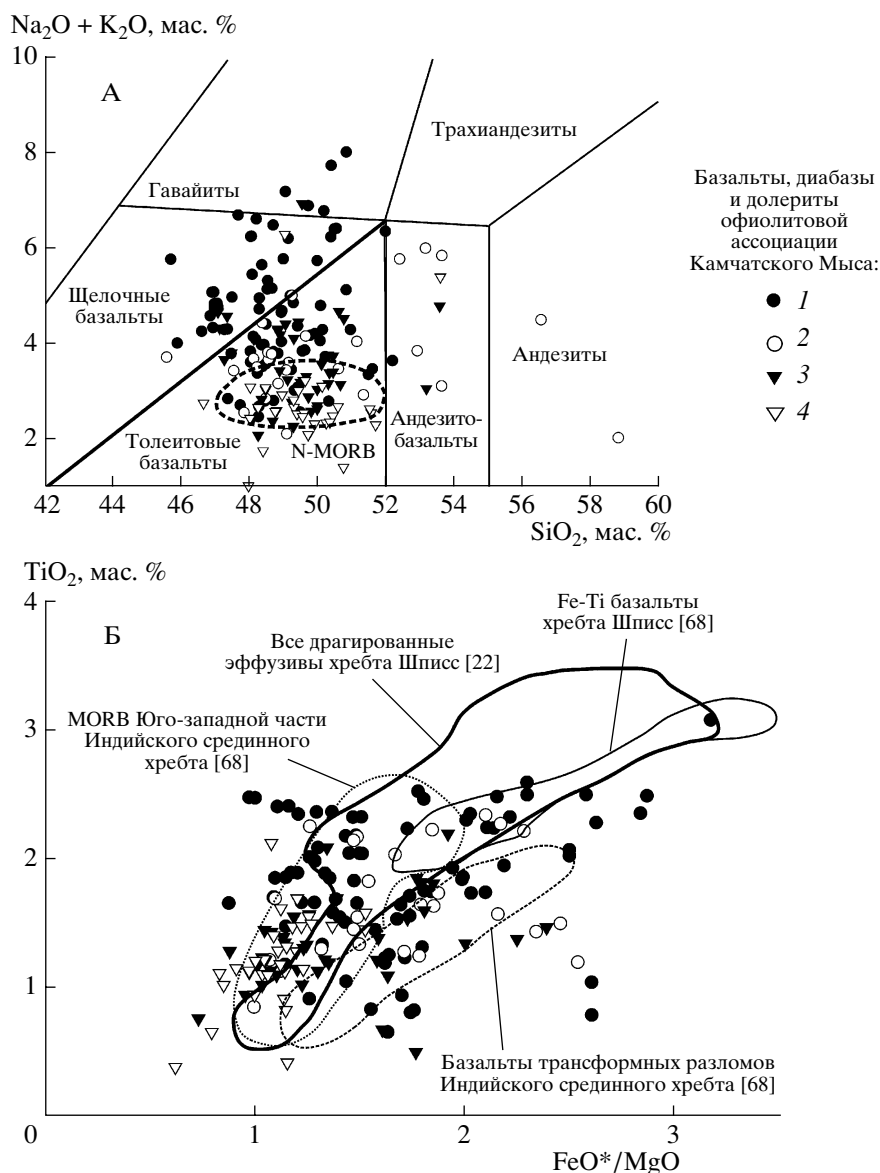 Na₂O + K₂O, мас. %
10
А
Трахиандезиты
8
Гавайиты
6
Щелочные
базальты
4
Андезиты
2
Толеитовые
базальты
N-MORB
Андезито-
базальты
42 44 46 48 50 52 54 56 58 60
SiO₂, мас. %
Базальты, диабазы
и долериты
офиолитовой
ассоциации
Камчатского Мыса:
1
2
3
4
TiO₂, мас. %
4
Б
Fe-Ti базальты
хребта Шписс [68]
Все драгированные
эффузивы хребта Шписс [22]
MORB Юго-западной части
Индийского срединного
хребта [68]
3
2
1
Базальты трансформных разломов
Индийского срединного хребта [68]
0 1 2 3
FeO*/MgO